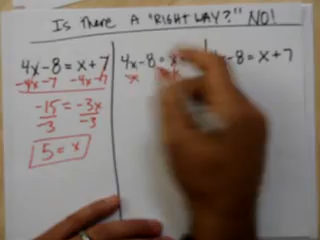 Is There A "RIGHT WAY?" NO!
4x-8=x+7
-4x-7 -4x-7
-15 = -3x
-3 -3
5=x
4x-8=x
-x
-8=x+7